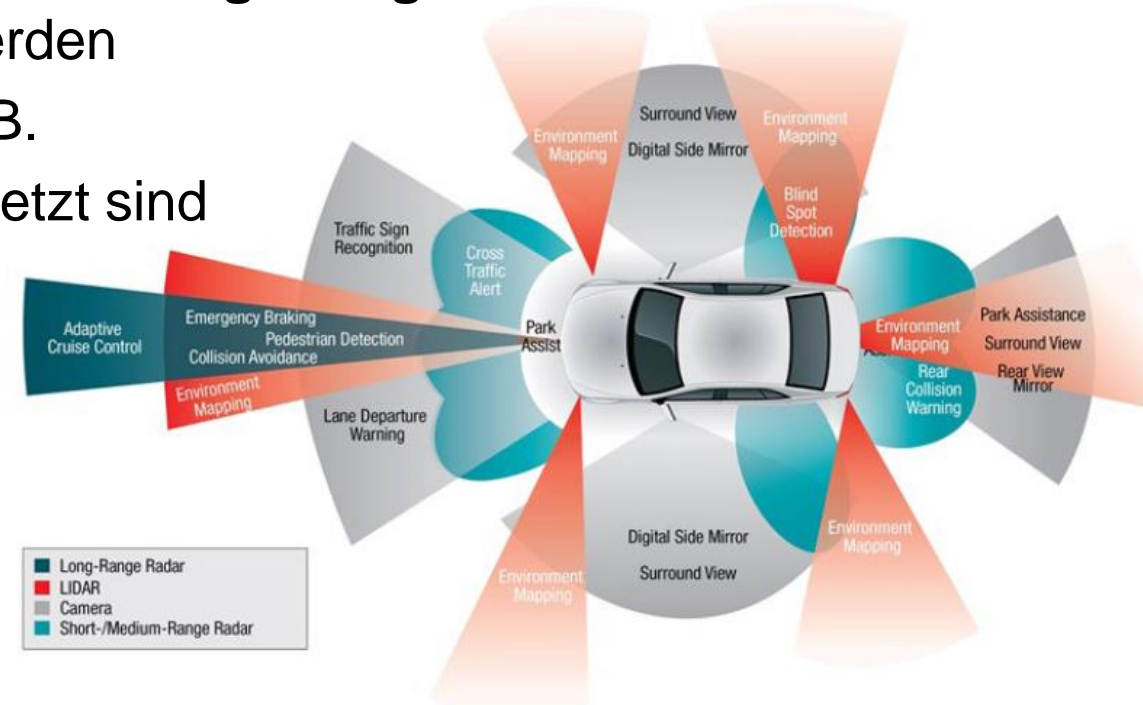 erden
B.
etzt sind
Surround View
Digital Side Mirror
Environment
Mapping
Environment
Mapping
Blind
Spot
Detection
Traffic Sign
Recognition
Cross
Traffic
Alert
Adaptive
Cruise Control
Emergency Braking
Pedestrian Detection
Collision Avoidance
Environment
Mapping
Park
Assist
Environment
Mapping
Rear
Collision
Warning
Park Assistance
Surround View
Rear View
Mirror
Lane Departure
Warning
Digital Side Mirror
Surround View
Environment
Mapping
Environment
Mapping
Long-Range Radar
LIDAR
Camera
Short-/Medium-Range Radar